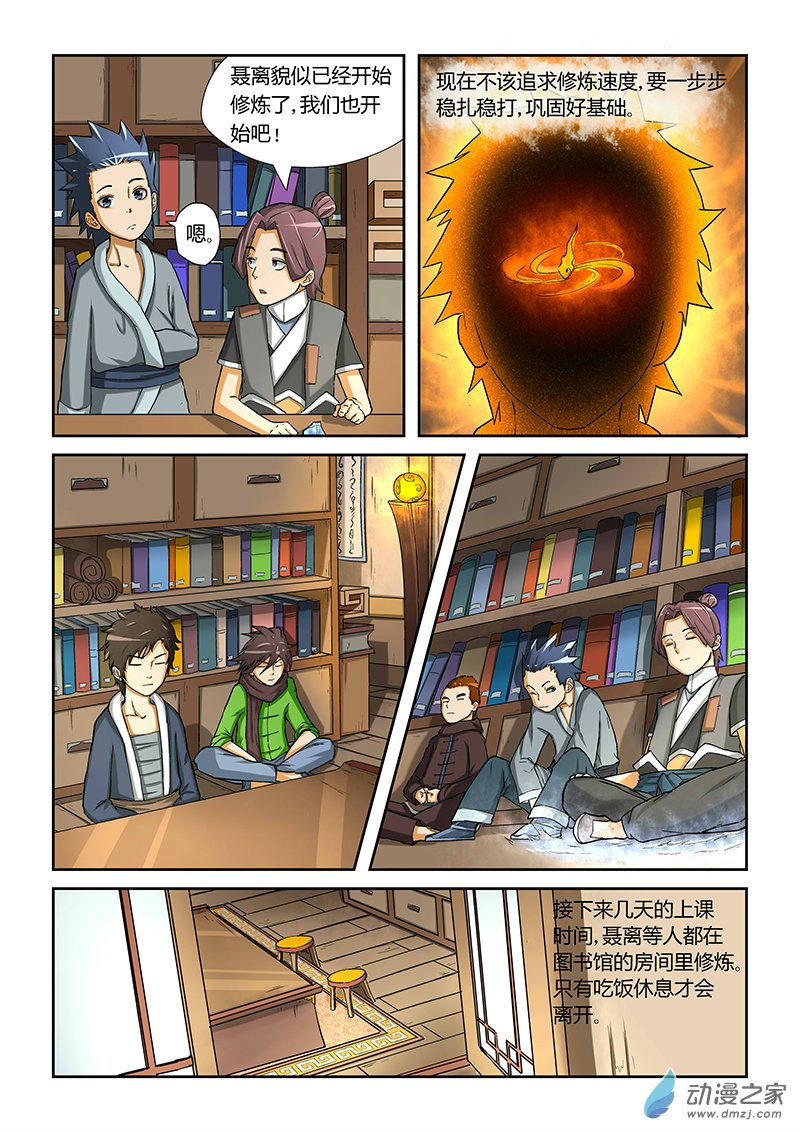 聂离貌似已经开始
修炼了，我们也开
始吧！
嗯。
现在不该追求修炼速度，要一步步
稳扎稳打，巩固好基础。
接下来几天的上课
时间，聂离等人都在
图书馆的房间里修炼。
只有吃饭休息才会
离开。
动漫之家
www.dmzj.com